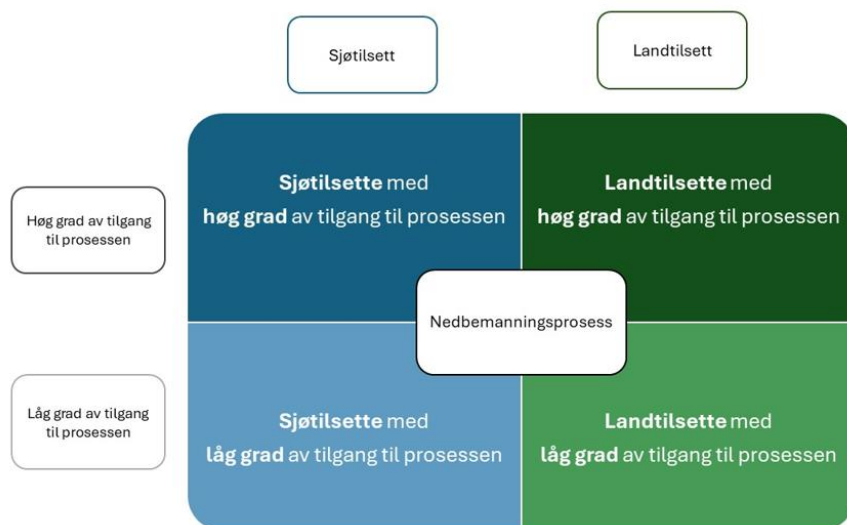 Sjøtilsett
Landtilsett
Høg grad av tilgang
til prosessen
Sjøtilsette med
høg grad av tilgang til prosessen
Landtilsette med
høg grad av tilgang til prosessen
Nedbemanningsprosess
Låg grad av tilgang
til prosessen
Sjøtilsette med
låg grad av tilgang til prosessen
Landtilsette med
låg grad av tilgang til prosessen